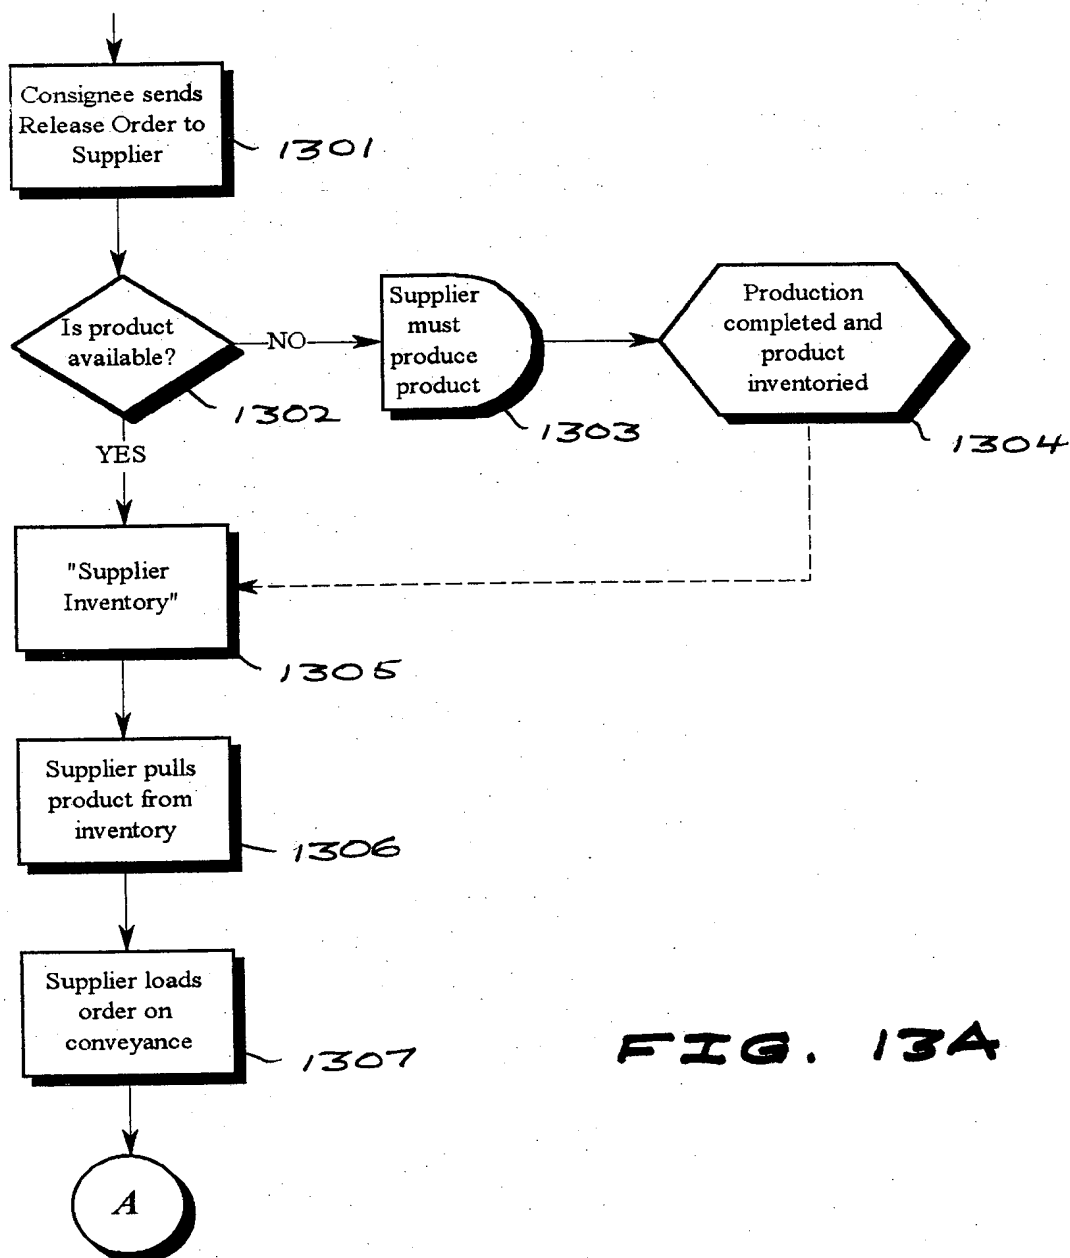 Consignee sends
Release Order to
Supplier
1301
Is product
available?
NO
1302
YES
Supplier
must
produce
product
1303
Production
completed and
product
inventoried
1304
"Supplier
Inventory"
1305
Supplier pulls
product from
inventory
1306
Supplier loads
order on
conveyance
1307
A
FIG. 13A